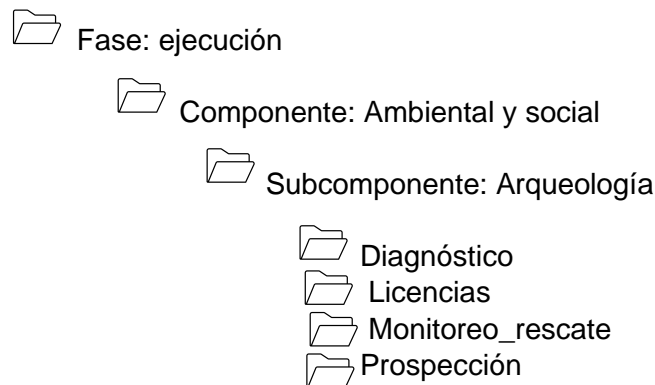 Fase: ejecución
Componente: Ambiental y social
Subcomponente: Arqueología
Diagnóstico
Licencias
Monitoreo_rescate
Prospección